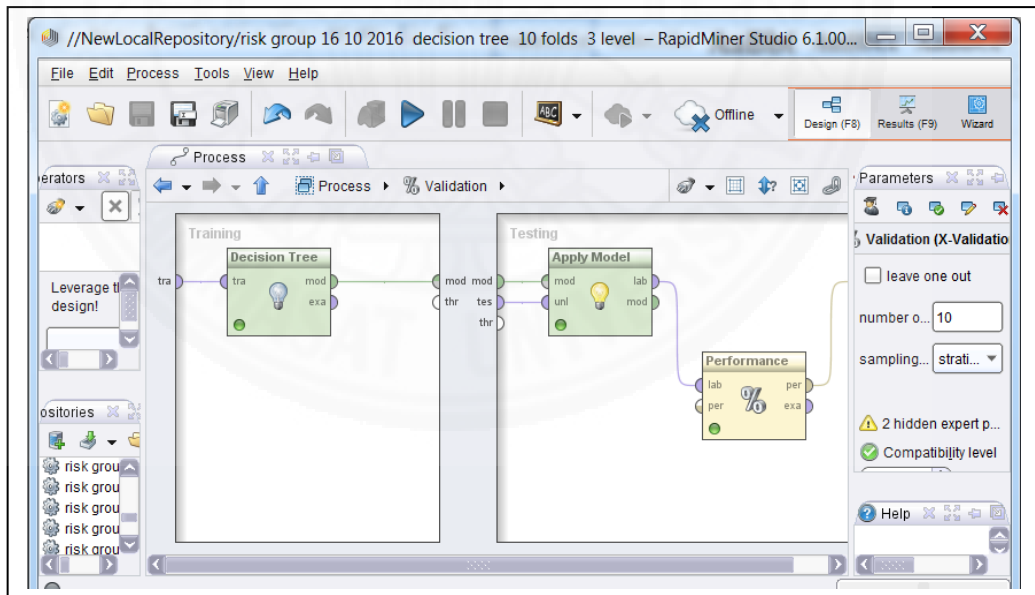 //NewLocalRepository/risk group 16 10 2016 decision tree 10 folds 3 level – RapidMiner Studio 6.1.00...
File Edit Process Tools View Help
ABC Offline Design (F8) Results (F9) Wizard
erators
Process
Parameters
Process Validation
Validation (X-Validatio
Leverage t
design!
leave one out
number o... 10
sampling... strati...
2 hidden expert p...
Compatibility level
Help
Training
Decision Tree
tra
tra mod
exa
mod
thr
Testing
Apply Model
mod
tes
thr
mod lab
unl mod
Performance
lab per
per exa
ositories
risk grou
risk grou
risk grou
risk grou
risk grou